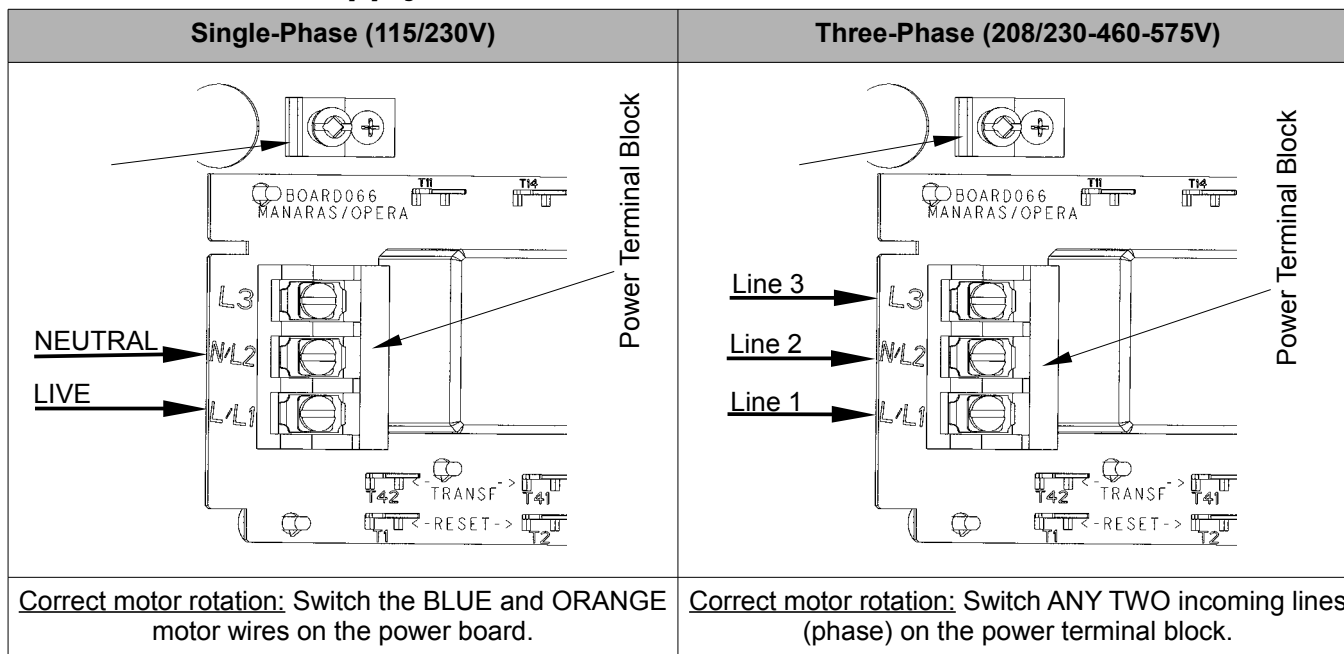 Single-Phase (115/230V)
Three-Phase (208/230-460-575V)
Power Terminal Block
T11
T14
BOARD066
MANARAS/OPERA
L3
NEUTRAL
N/L2
LIVE
L/L1
T42
<-TRANSF->
T41
T1
<-RESET->
T2
Power Terminal Block
T11
T14
BOARD066
MANARAS/OPERA
Line 3
L3
Line 2
N/L2
Line 1
L/L1
T42
<-TRANSF->
T41
T1
<-RESET->
T2
Correct motor rotation: Switch the BLUE and ORANGE
motor wires on the power board.
Correct motor rotation: Switch ANY TWO incoming lines
(phase) on the power terminal block.